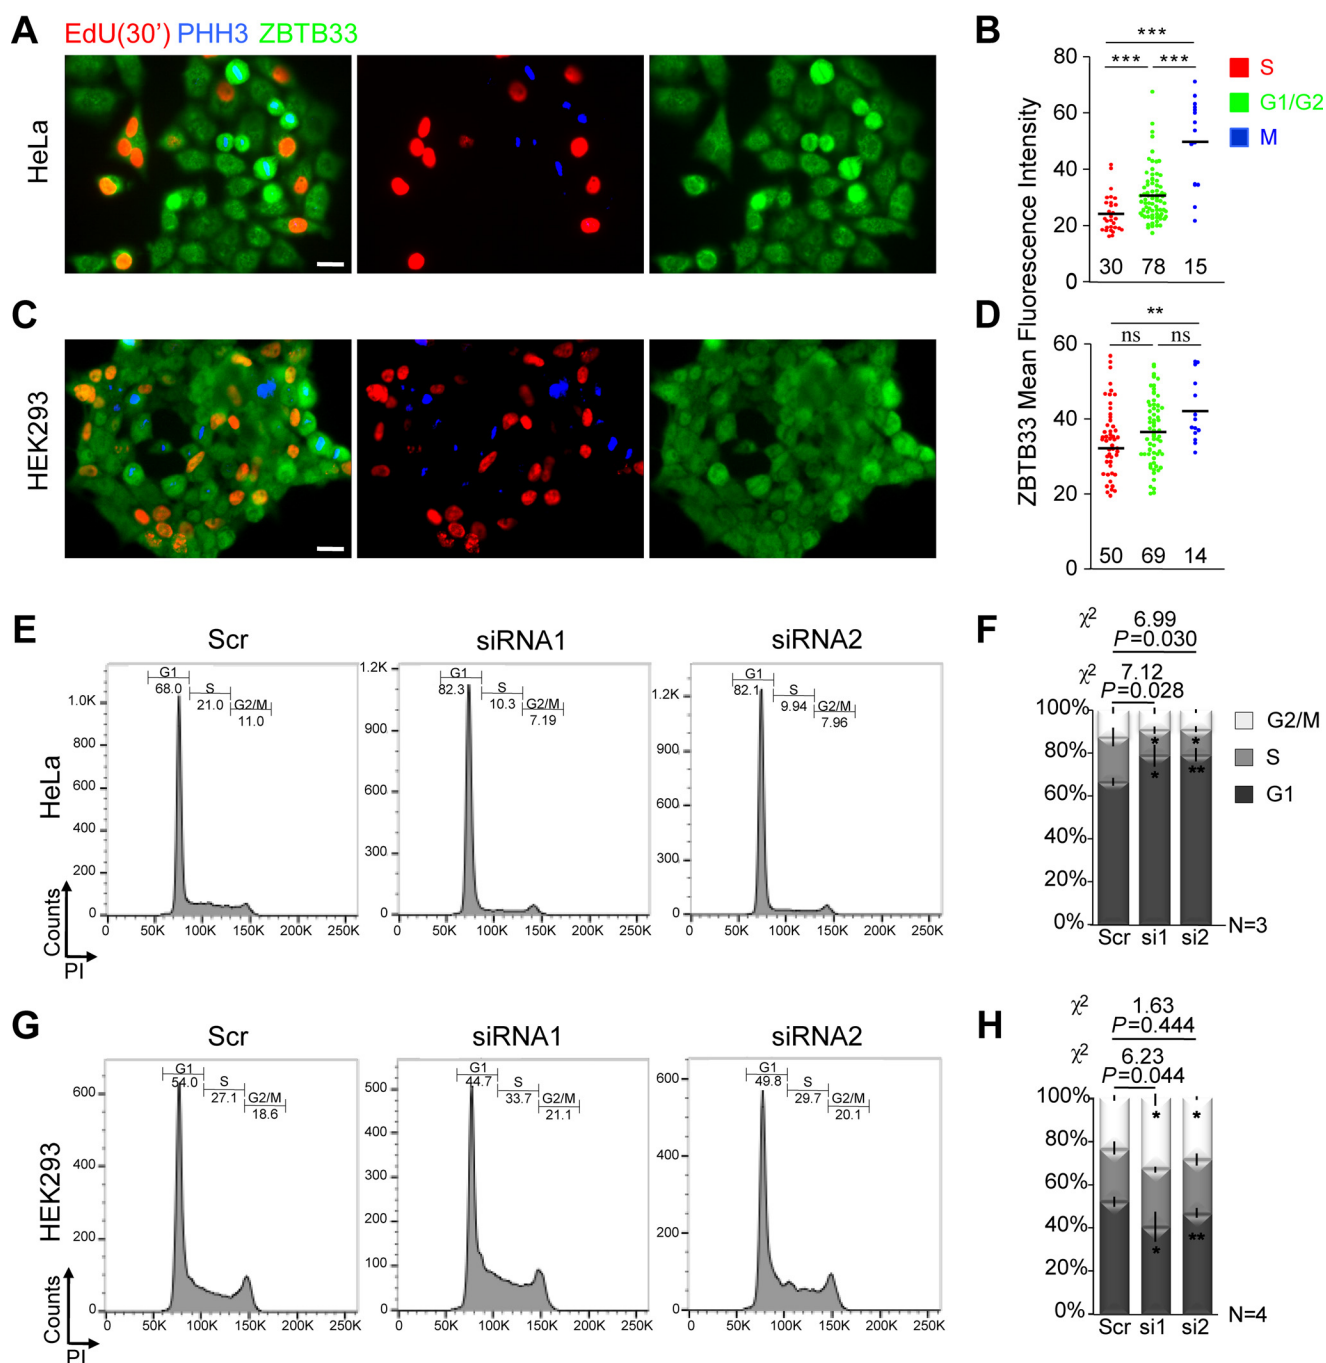 A
EdU(30’) PHH3 ZBTB33
HeLa
B
ZBTB33 Mean Fluorescence Intensity
***
*** ***
80
60
40
20
0
30 78 15
S
G1/G2
M
C
HEK293
D
**
ns ns
60
40
20
0
50 69 14
E
HeLa
Scr
G1
68.0
S
21.0
G2/M
11.0
1.0K
800
600
400
200
0
0 50K 100K 150K 200K 250K
Counts
PI
siRNA1
G1
82.3
S
10.3
G2/M
7.19
1.2K
900
600
300
0
0 50K 100K 150K 200K 250K
siRNA2
G1
82.1
S
9.94
G2/M
7.96
1.2K
900
600
300
0
0 50K 100K 150K 200K 250K
F
χ2 6.99
P=0.030
χ2 7.12
P=0.028
100%
80%
60%
40%
20%
0%
* *
* **
Scr si1 si2
N=3
G2/M
S
G1
G
HEK293
Scr
G1
54.0
S
27.1
G2/M
18.6
600
400
200
0
0 50K 100K 150K 200K 250K
Counts
PI
siRNA1
G1
44.7
S
33.7
G2/M
21.1
500
400
300
200
100
0
0 50K 100K 150K 200K 250K
siRNA2
G1
49.8
S
29.7
G2/M
20.1
600
400
200
0
0 50K 100K 150K 200K 250K
H
χ2 1.63
P=0.444
χ2 6.23
P=0.044
100%
80%
60%
40%
20%
0%
* *
* **
Scr si1 si2
N=4